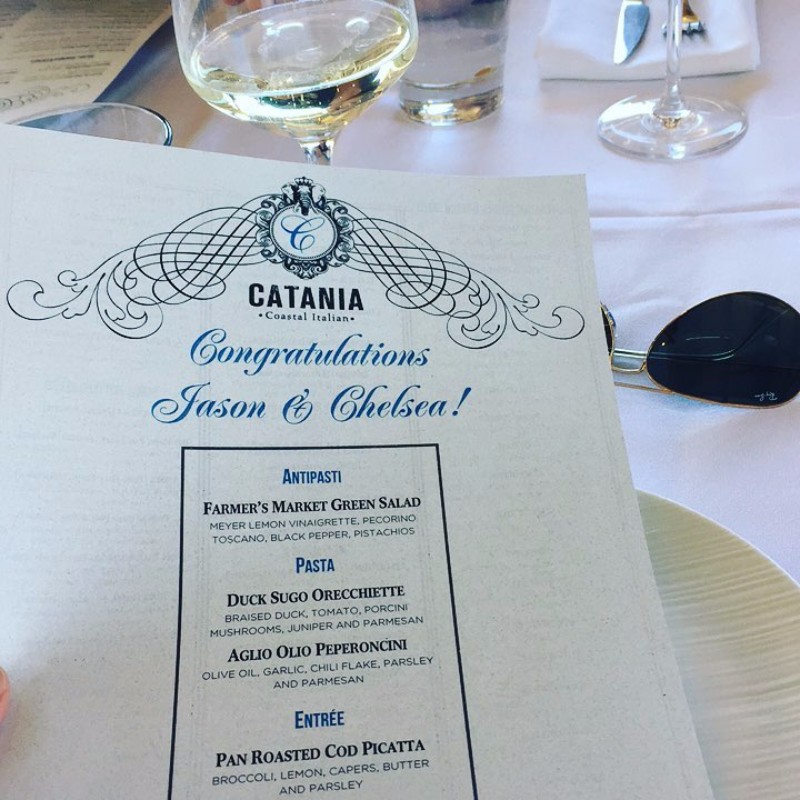 C
CATANIA
•Coastal Italian•
Congratulations
Jason & Chelsea!
ANTIPASTI
FARMER'S MARKET GREEN SALAD
MEYER LEMON VINAIGRETTE, PECORINO
TOSCANO, BLACK PEPPER, PISTACHIOS
PASTA
DUCK SUGO ORECCHIETTE
BRAISED DUCK, TOMATO, PORCINI
MUSHROOMS, JUNIPER AND PARMESAN
AGLIO OLIO PEPERONCINI
OLIVE OIL, GARLIC, CHILI FLAKE, PARSLEY
AND PARMESAN
ENTRÉE
PAN ROASTED COD PICATTA
BROCCOLI, LEMON, CAPERS, BUTTER
AND PARSLEY
Ray-Ban